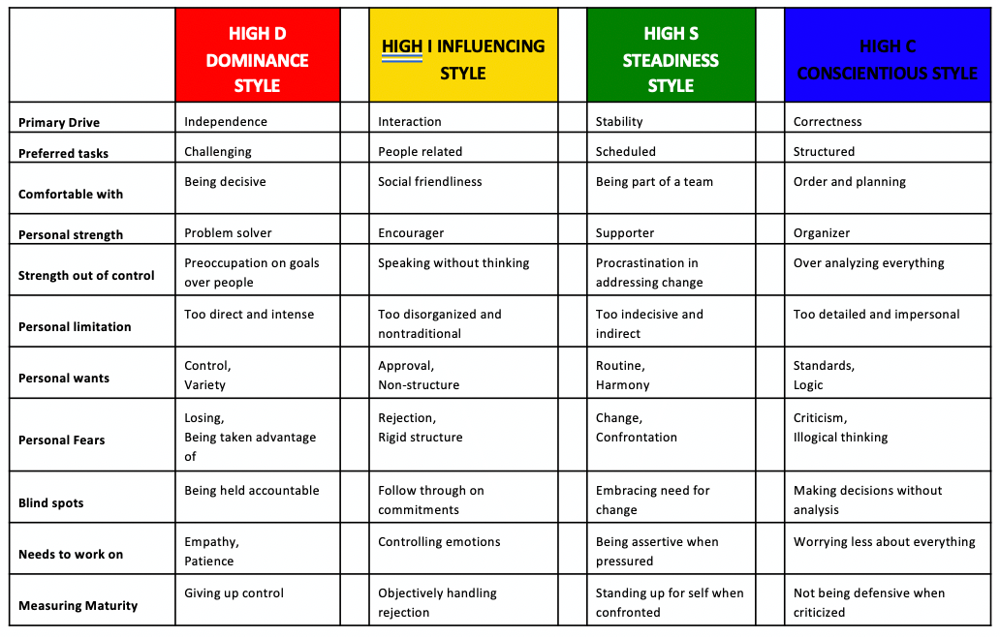 HIGH D
DOMINANCE
STYLE
HIGH I INFLUENCING
STYLE
HIGH S
STEADINESS
STYLE
HIGH C
CONSCIENTIOUS STYLE
Primary Drive
Independence
Interaction
Stability
Correctness
Preferred tasks
Challenging
People related
Scheduled
Structured
Comfortable with
Being decisive
Social friendliness
Being part of a team
Order and planning
Personal strength
Problem solver
Encourager
Supporter
Organizer
Strength out of control
Preoccupation on goals
over people
Speaking without thinking
Procrastination in
addressing change
Over analyzing everything
Personal limitation
Too direct and intense
Too disorganized and
nontraditional
Too indecisive and
indirect
Too detailed and impersonal
Personal wants
Control,
Variety
Approval,
Non-structure
Routine,
Harmony
Standards,
Logic
Personal Fears
Losing,
Being taken advantage
of
Rejection,
Rigid structure
Change,
Confrontation
Criticism,
Illogical thinking
Blind spots
Being held accountable
Follow through on
commitments
Embracing need for
change
Making decisions without
analysis
Needs to work on
Empathy,
Patience
Controlling emotions
Being assertive when
pressured
Worrying less about everything
Measuring Maturity
Giving up control
Objectively handling
rejection
Standing up for self when
confronted
Not being defensive when
criticized